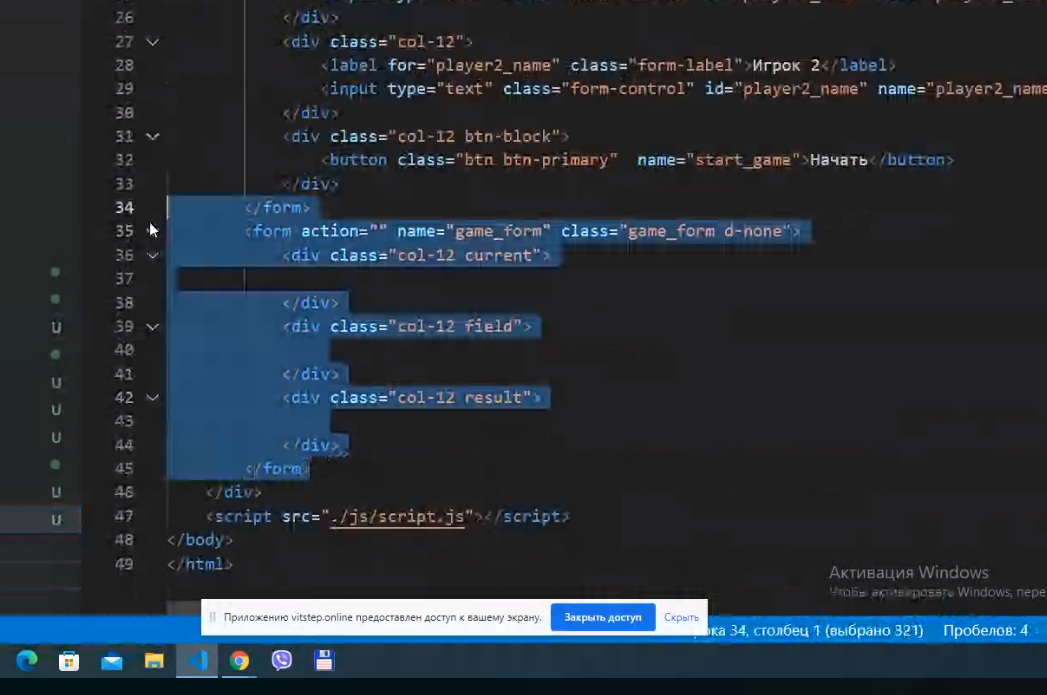 26 </div>
27 <div class="col-12">
28 <label for="player2_name" class="form-label">Игрок 2</label>
29 <input type="text" class="form-control" id="player2_name" name="player2_name
30 </div>
31 <div class="col-12 btn-block">
32 <button class="btn btn-primary"  name="start_game">Начать</button>
33 </div>
34 </form>
35 <form action="" name="game_form" class="game_form d-none">
36 <div class="col-12 current">
37
38 </div>
39 <div class="col-12 field">
40
41 </div>
42 <div class="col-12 result">
43
44 </div>
45 </form>
46 </div>
47 <script src="./js/script.js"></script>
48 </body>
49 </html>
U
U
U
U
U
U
Активация Windows
Чтобы активировать Windows, пере
Приложению vitstep.online предоставлен доступ к вашему экрану.
Закрыть доступ
Скрыть
ока 34, столбец 1 (выбрано 321)
Пробелов: 4